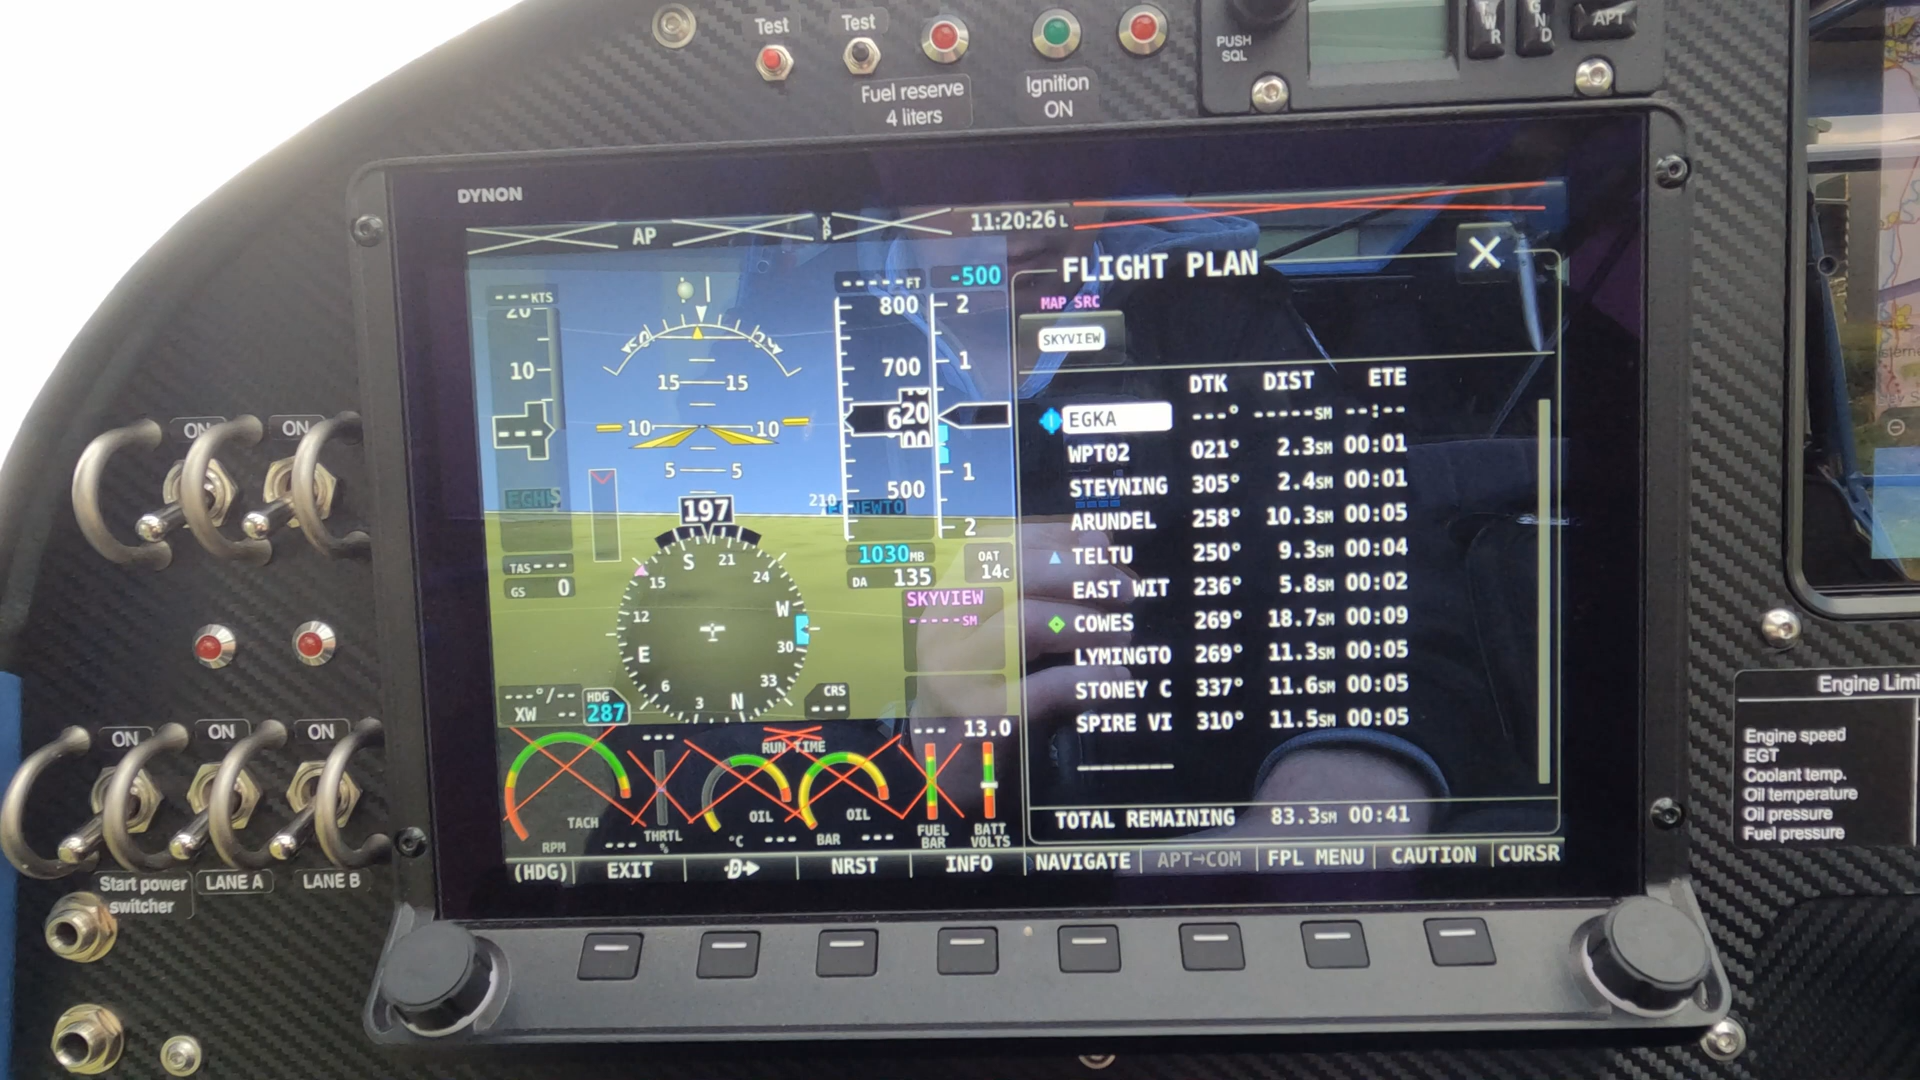 Test
Test
Fuel reserve
4 liters
Ignition
ON
PUSH
SQL
TWR
GND
APT
DYNON
AP
XP
11:20:26 L
---KTS
20
10
---
-----FT
-500
800
700
620
500
2
1
1
2
15 15
10 10
5 5
EGHS
210
NEWTO
197
S 21 24 W 30 33 N 3 6 E 12 15
TAS ---
GS 0
1030MB
DA 135
OAT
14c
SKYVIEW
-----SM
---°/--
XW --
HDG
287
CRS
---
FLIGHT PLAN
MAP SRC
SKYVIEW
DTK DIST ETE
EGKA ---° -----SM --:--
WPT02 021° 2.3SM 00:01
STEYNING 305° 2.4SM 00:01
ARUNDEL 258° 10.3SM 00:05
TELTU 250° 9.3SM 00:04
EAST WIT 236° 5.8SM 00:02
COWES 269° 18.7SM 00:09
LYMINGTO 269° 11.3SM 00:05
STONEY C 337° 11.6SM 00:05
SPIRE VI 310° 11.5SM 00:05
TOTAL REMAINING 83.3SM 00:41
RUN TIME
--- 13.0
TACH
RPM ---
THRTL
%
OIL
°C ---
OIL
BAR ---
FUEL
BAR
BATT
VOLTS
(HDG) EXIT D NRST INFO NAVIGATE APT→COM FPL MENU CAUTION CURSR
ON
ON
ON
ON
ON
Start power
switcher
LANE A
LANE B
Engine Limi
Engine speed
EGT
Coolant temp.
Oil temperature
Oil pressure
Fuel pressure